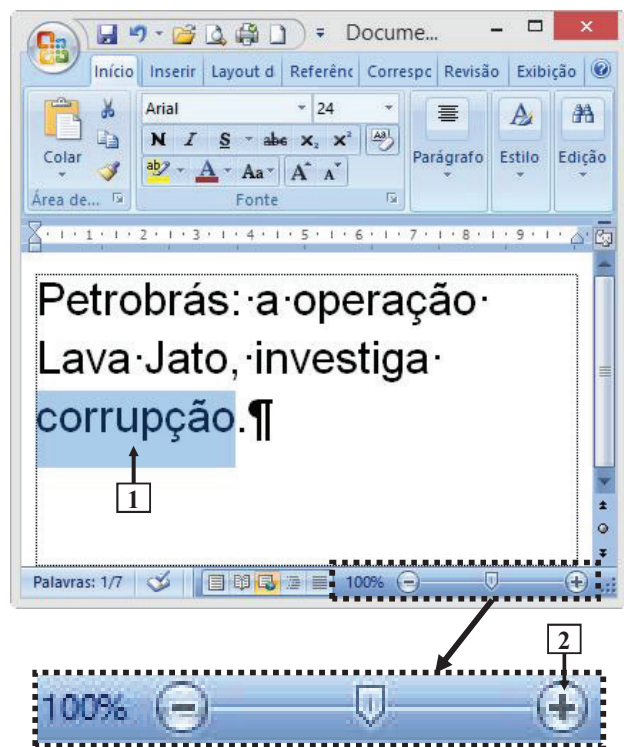 Docume...
Início Inserir Layout d Referênc Correspc Revisão Exibição
Arial 24
N I S abe X₂ X²
Colar
ab A Aa A A
Parágrafo Estilo Edição
Área de... Fonte
1 2 3 4 5 6 7 8 9
Petrobrás:·a·operação·
Lava·Jato,·investiga·
corrupção.¶
1
Palavras: 1/7 100%
2
100%